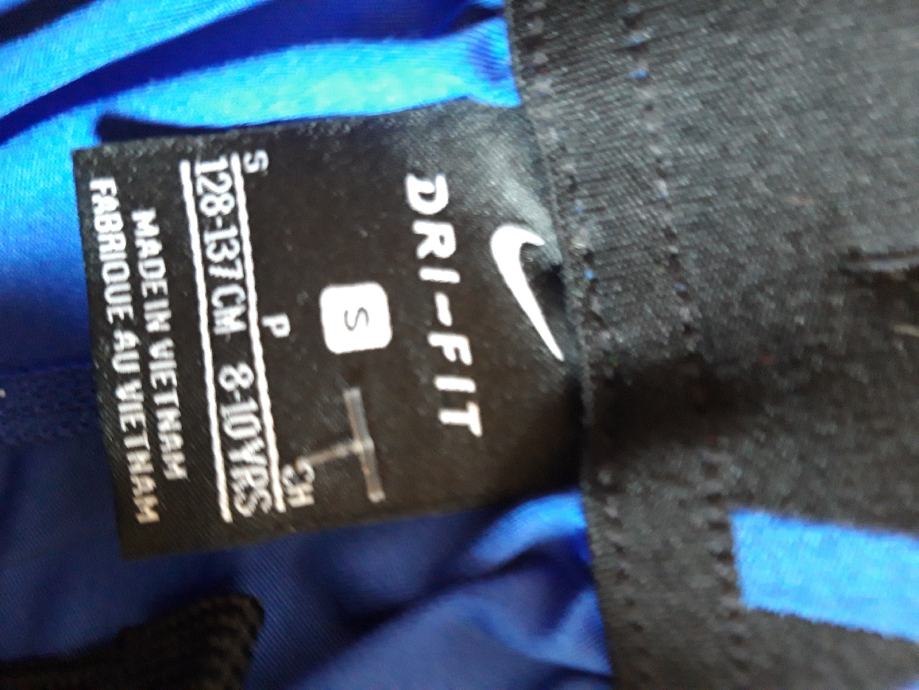 DRI-FIT
S
S P CH
128-137CM 8-10YRS
MADE IN VIETNAM
FABRIQUE AU VIETNAM